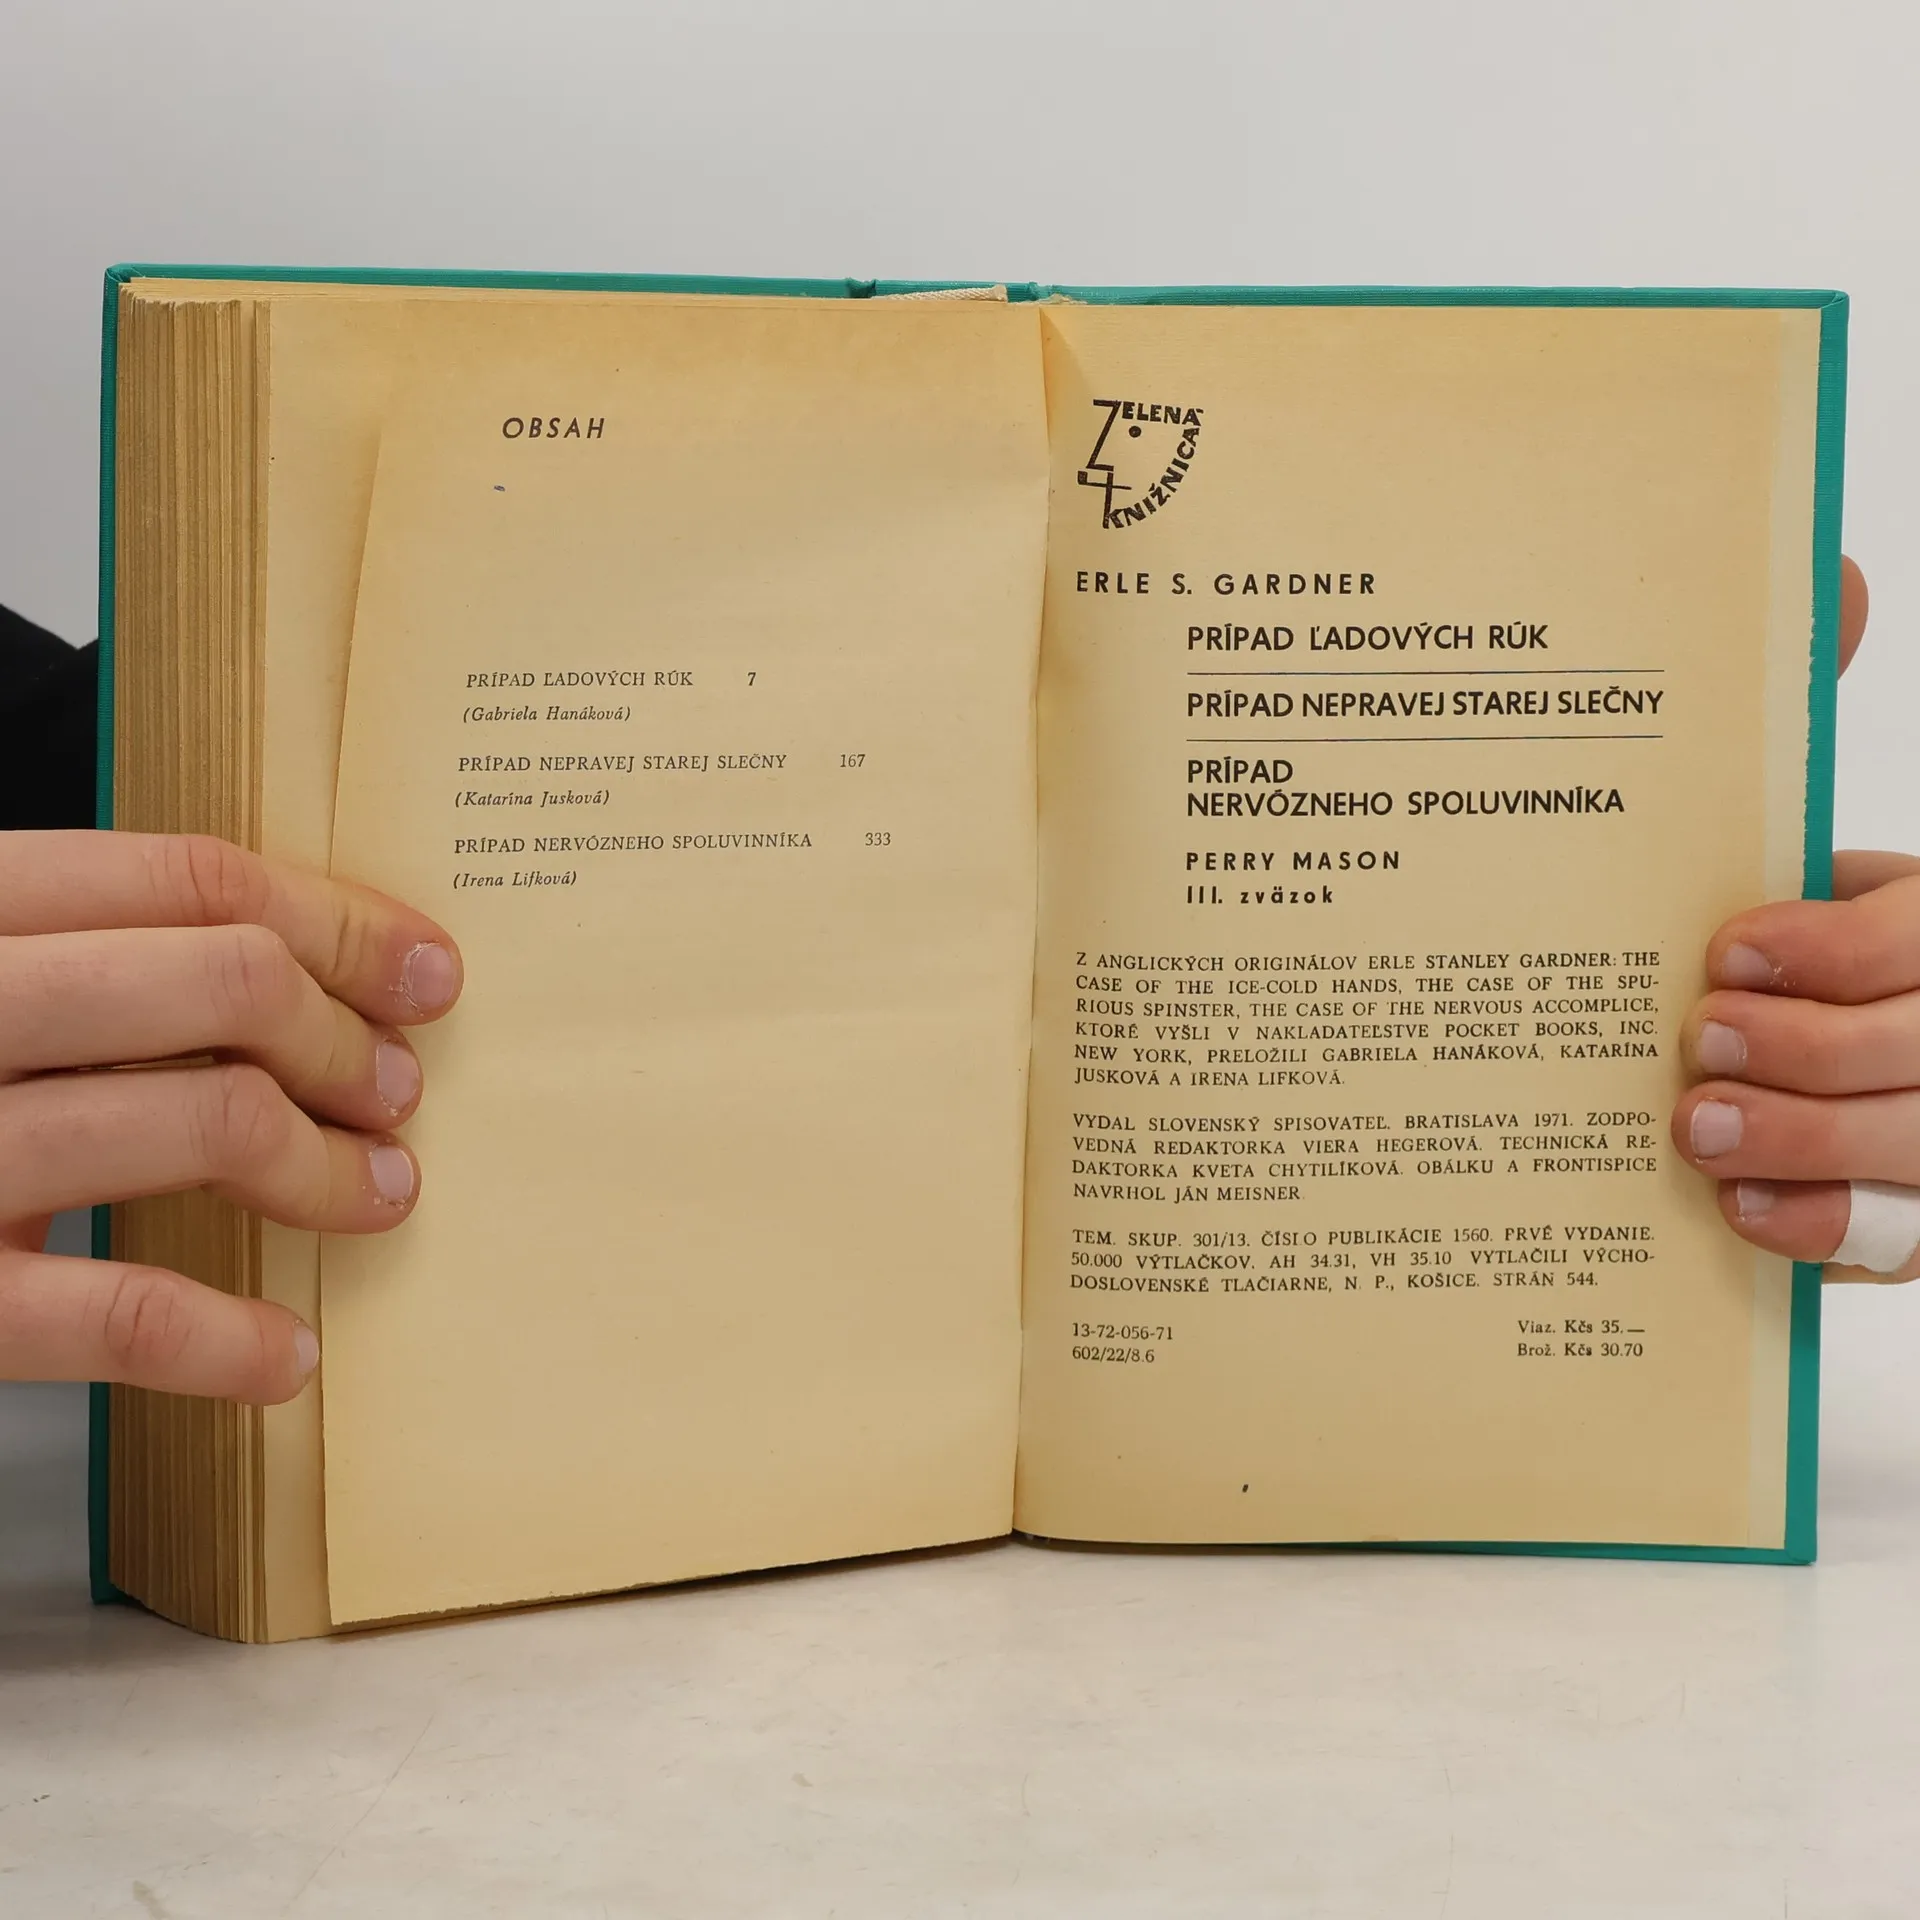 OBSAH
PRÍPAD ĽADOVÝCH RÚK 7
(Gabriela Hanáková)
PRÍPAD NEPRAVEJ STAREJ SLEČNY 167
(Katarína Jusková)
PRÍPAD NERVÓZNEHO SPOLUVINNÍKA 333
(Irena Lifková)
ZELENÁ
KNIŽNICA
ERLE S. GARDNER
PRÍPAD ĽADOVÝCH RÚK
PRÍPAD NEPRAVEJ STAREJ SLEČNY
PRÍPAD
NERVÓZNEHO SPOLUVINNÍKA
PERRY MASON
III. zväzok
Z ANGLICKÝCH ORIGINÁLOV ERLE STANLEY GARDNER: THE
CASE OF THE ICE-COLD HANDS, THE CASE OF THE SPU-
RIOUS SPINSTER, THE CASE OF THE NERVOUS ACCOMPLICE,
KTORÉ VYŠLI V NAKLADATEĽSTVE POCKET BOOKS, INC.
NEW YORK, PRELOŽILI GABRIELA HANÁKOVÁ, KATARÍNA
JUSKOVÁ A IRENA LIFKOVÁ.
VYDAL SLOVENSKÝ SPISOVATEĽ. BRATISLAVA 1971. ZODPO-
VEDNÁ REDAKTORKA VIERA HEGEROVÁ. TECHNICKÁ RE-
DAKTORKA KVETA CHYTILÍKOVÁ. OBÁLKU A FRONTISPICE
NAVRHOL JÁN MEISNER.
TEM. SKUP. 301/13. ČÍSLO PUBLIKÁCIE 1560. PRVÉ VYDANIE.
50.000 VÝTLAČKOV. AH 34.31, VH 35.10 VYTLAČILI VÝCHO-
DOSLOVENSKÉ TLAČIARNE, N. P., KOŠICE. STRÁN 544.
13-72-056-71
602/22/8.6
Viaz. Kčs 35.—
Brož. Kčs 30.70